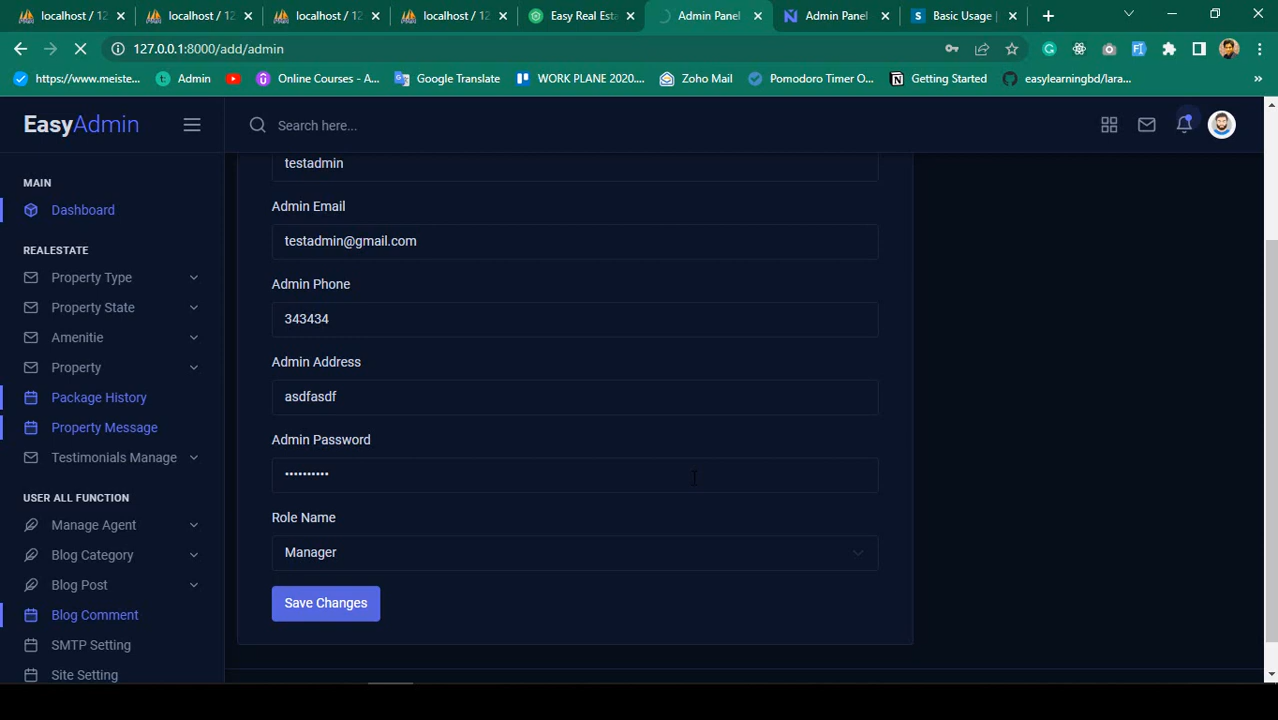 localhost / 12
localhost / 12
localhost / 12
localhost / 12
Easy Real Esta
Admin Panel
Admin Panel
Basic Usage |
127.0.0.1:8000/add/admin
https://www.meiste...
Admin
Online Courses - A...
Google Translate
WORK PLANE 2020....
Zoho Mail
Pomodoro Timer O...
Getting Started
easylearningbd/lara...
EasyAdmin
Search here...
MAIN
Dashboard
REALESTATE
Property Type
Property State
Amenitie
Property
Package History
Property Message
Testimonials Manage
USER ALL FUNCTION
Manage Agent
Blog Category
Blog Post
Blog Comment
SMTP Setting
Site Setting
testadmin
Admin Email
testadmin@gmail.com
Admin Phone
343434
Admin Address
asdfasdf
Admin Password
••••••••••
Role Name
Manager
Save Changes